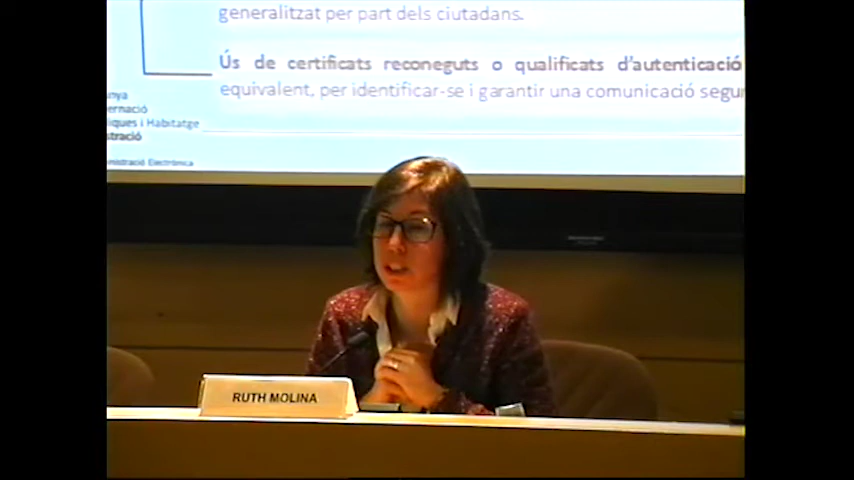 generalitzat per part dels ciutadans.
Ús de certificats reconeguts o qualificats d'autenticació
equivalent, per identificar-se i garantir una comunicació segur
nya
ernació
liques i Habitatge
stració
nistració Electrònica
RUTH MOLINA